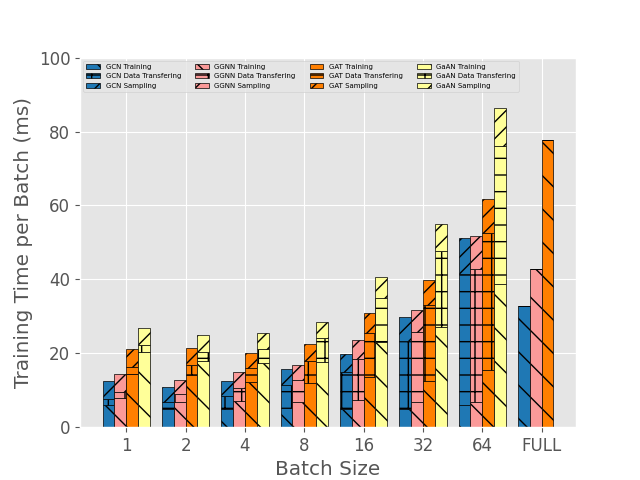 100
80
60
40
20
0
Training Time per Batch (ms)
GCN Training
GCN Data Transfering
GCN Sampling
GGNN Training
GGNN Data Transfering
GGNN Sampling
GAT Training
GAT Data Transfering
GAT Sampling
GaAN Training
GaAN Data Transfering
GaAN Sampling
1 2 4 8 16 32 64 FULL
Batch Size